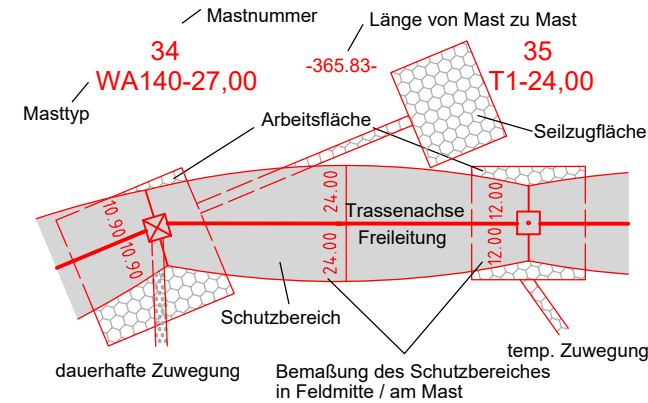 Mastnummer
Länge von Mast zu Mast
34
-365.83-
35
WA140-27,00
T1-24,00
Masttyp
Arbeitsfläche
Seilzugfläche
10.90
10.90
24.00
24.00
12.00
12.00
Trassenachse
Freileitung
Schutzbereich
dauerhafte Zuwegung
Bemaßung des Schutzbereiches
in Feldmitte / am Mast
temp. Zuwegung